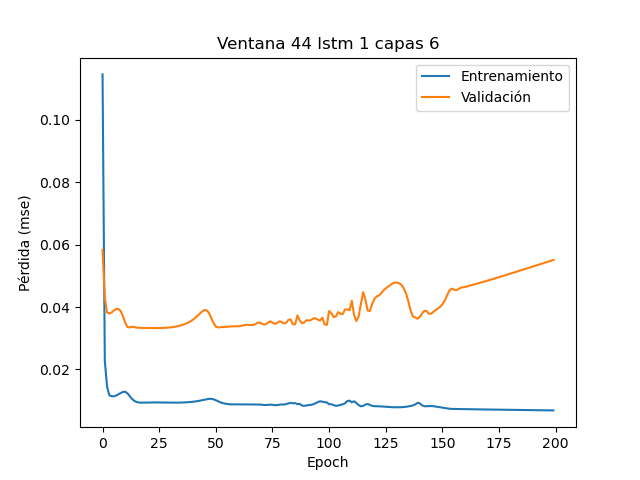 Ventana 44 lstm 1 capas 6
Entrenamiento
Validación
Pérdida (mse)
0.10
0.08
0.06
0.04
0.02
0 25 50 75 100 125 150 175 200
Epoch